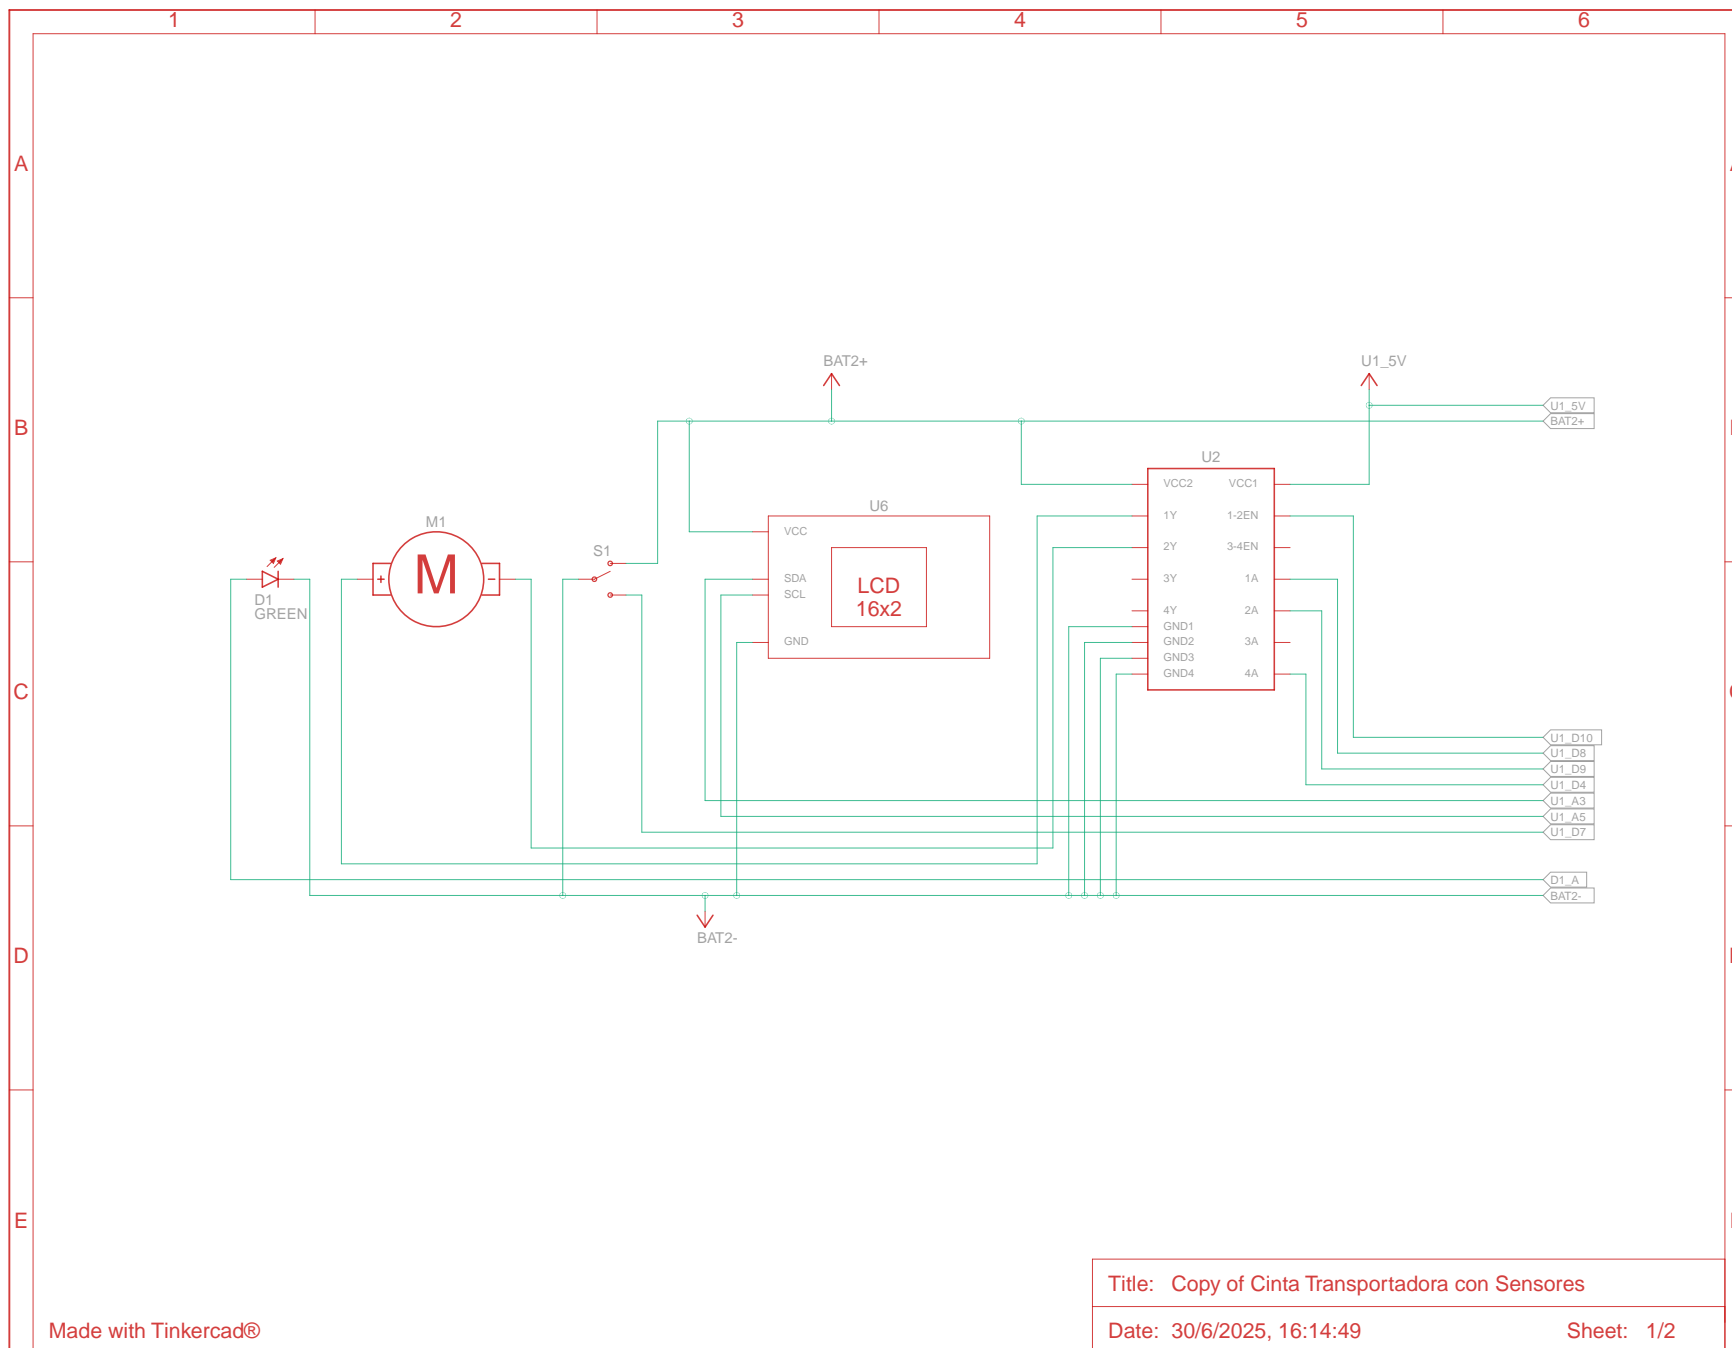 1 2 3 4 5 6
A
BAT2+ U1_5V
U1_5V
B
BAT2+
U2
VCC2 VCC1
U6
M1
1Y 1-2EN
VCC
S1
2Y 3-4EN
M
+ -
SDA
LCD
3Y 1A
D1
SCL
16x2
GREEN
4Y 2A
GND1
GND
GND2 3A
GND3
GND4 4A
C
U1_D10
U1_D8
U1_D9
U1_D4
U1_A3
U1_A5
U1_D7
D1_A
BAT2-
BAT2-
D
E
Title: Copy of Cinta Transportadora con Sensores
Made with Tinkercad®
Date: 30/6/2025, 16:14:49 Sheet: 1/2